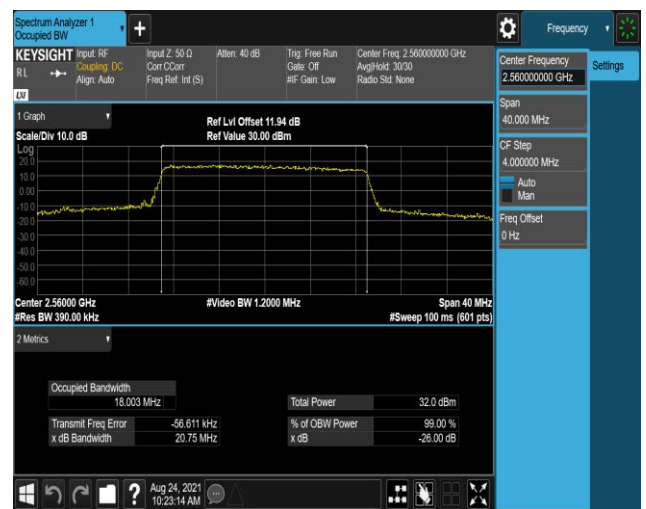 Spectrum Analyzer 1
Occupied BW
+
Frequency
KEYSIGHT
RL
LXI
Input: RF
Coupling: DC
Align: Auto
Input Z: 50 Ω
Corr CCorr
Freq Ref: Int (S)
Atten: 40 dB
Trig: Free Run
Gate: Off
#IF Gain: Low
Center Freq: 2.560000000 GHz
Avg|Hold: 30/30
Radio Std: None
Center Frequency
2.560000000 GHz
Settings
Span
40.000 MHz
CF Step
4.000000 MHz
Auto
Man
Freq Offset
0 Hz
1 Graph
Scale/Div 10.0 dB
Ref Lvl Offset 11.94 dB
Ref Value 30.00 dBm
Log
20.0
10.0
0.00
-10.0
-20.0
-30.0
-40.0
-50.0
-60.0
Center 2.56000 GHz
#Res BW 390.00 kHz
#Video BW 1.2000 MHz
Span 40 MHz
#Sweep 100 ms (601 pts)
2 Metrics
Occupied Bandwidth
18.003 MHz
Total Power 32.0 dBm
Transmit Freq Error -56.611 kHz
% of OBW Power 99.00 %
x dB Bandwidth 20.75 MHz
x dB -26.00 dB
?
Aug 24, 2021
10:23:14 AM